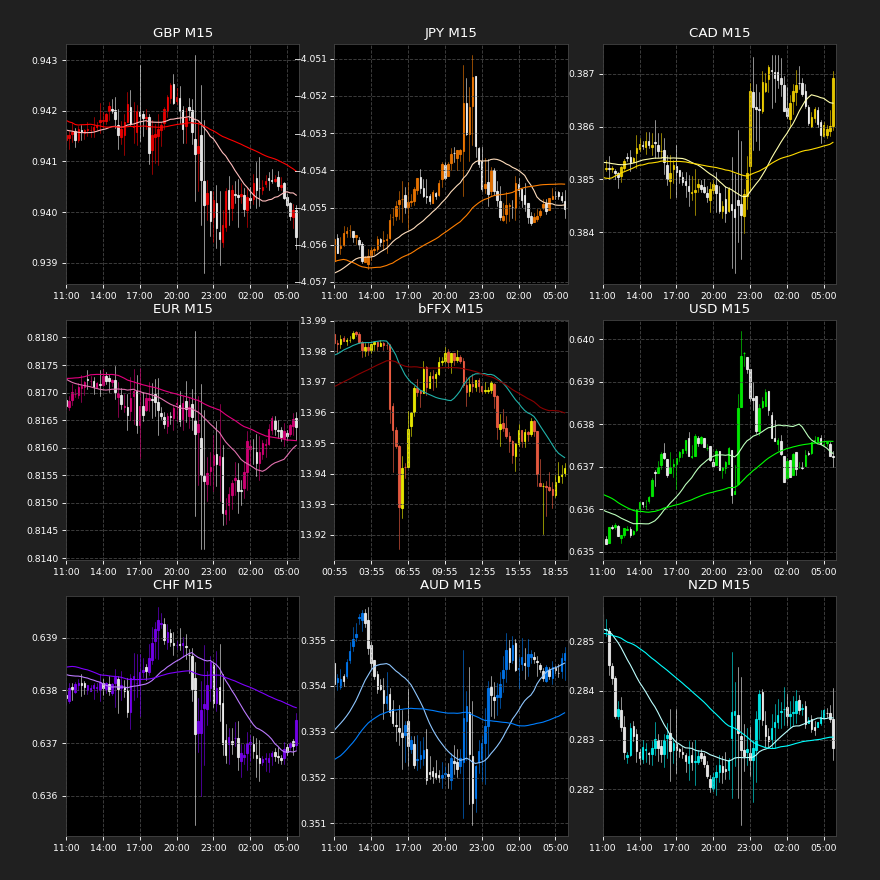 GBP M15
0.943
0.942
0.941
0.940
0.939
11:00 14:00 17:00 20:00 23:00 02:00 05:00
JPY M15
−4.051
−4.052
−4.053
−4.054
−4.055
−4.056
−4.057
11:00 14:00 17:00 20:00 23:00 02:00 05:00
CAD M15
0.387
0.386
0.385
0.384
11:00 14:00 17:00 20:00 23:00 02:00 05:00
EUR M15
0.8180
0.8175
0.8170
0.8165
0.8160
0.8155
0.8150
0.8145
0.8140
11:00 14:00 17:00 20:00 23:00 02:00 05:00
bFFX M15
13.99
13.98
13.97
13.96
13.95
13.94
13.93
13.92
00:55 03:55 06:55 09:55 12:55 15:55 18:55
USD M15
0.640
0.639
0.638
0.637
0.636
0.635
11:00 14:00 17:00 20:00 23:00 02:00 05:00
CHF M15
0.639
0.638
0.637
0.636
11:00 14:00 17:00 20:00 23:00 02:00 05:00
AUD M15
0.355
0.354
0.353
0.352
0.351
11:00 14:00 17:00 20:00 23:00 02:00 05:00
NZD M15
0.285
0.284
0.283
0.282
11:00 14:00 17:00 20:00 23:00 02:00 05:00